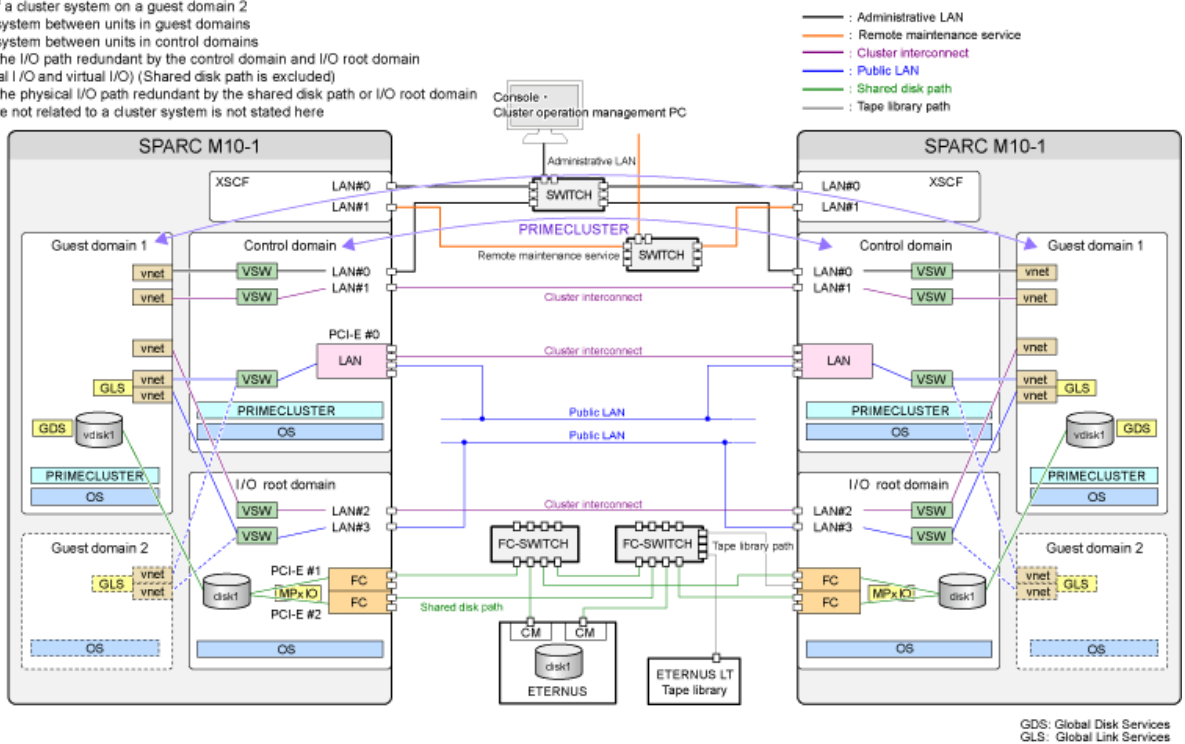 a cluster system on a guest domain 2
system between units in guest domains
system between units in control domains
he I/O path redundant by the control domain and I/O root domain
al I /O and virtual I/O) (Shared disk path is excluded)
he physical I/O path redundant by the shared disk path or I/O root domain
e not related to a cluster system is not stated here
: Administrative LAN
: Remote maintenance service
: Cluster interconnect
: Public LAN
: Shared disk path
: Tape library path
Console・
Cluster operation management PC
SPARC M10-1
SPARC M10-1
Administrative LAN
XSCF
LAN#0
LAN#1
SWITCH
LAN#0
XSCF
LAN#1
PRIMECLUSTER
Remote maintenance service
SWITCH
Guest domain 1
Control domain
Control domain
Guest domain 1
vnet
VSW
LAN#0
LAN#0
VSW
vnet
vnet
VSW
LAN#1
LAN#1
VSW
vnet
Cluster interconnect
PCI-E #0
vnet
LAN
Cluster interconnect
LAN
vnet
GLS
vnet
vnet
VSW
VSW
vnet
vnet
GLS
PRIMECLUSTER
OS
Public LAN
Public LAN
PRIMECLUSTER
OS
GDS
vdisk1
vdisk1
GDS
PRIMECLUSTER
OS
PRIMECLUSTER
OS
I/O root domain
I/O root domain
VSW
LAN#2
Cluster interconnect
LAN#2
VSW
VSW
LAN#3
LAN#3
VSW
FC-SWITCH
FC-SWITCH
Tape library path
Guest domain 2
Guest domain 2
GLS
vnet
vnet
disk1
PCI-E #1
MPxIO
PCI-E #2
FC
FC
Shared disk path
FC
FC
MPxIO
disk1
vnet
vnet
GLS
OS
OS
CM
CM
disk1
ETERNUS
ETERNUS LT
Tape library
OS
OS
GDS: Global Disk Services
GLS: Global Link Services